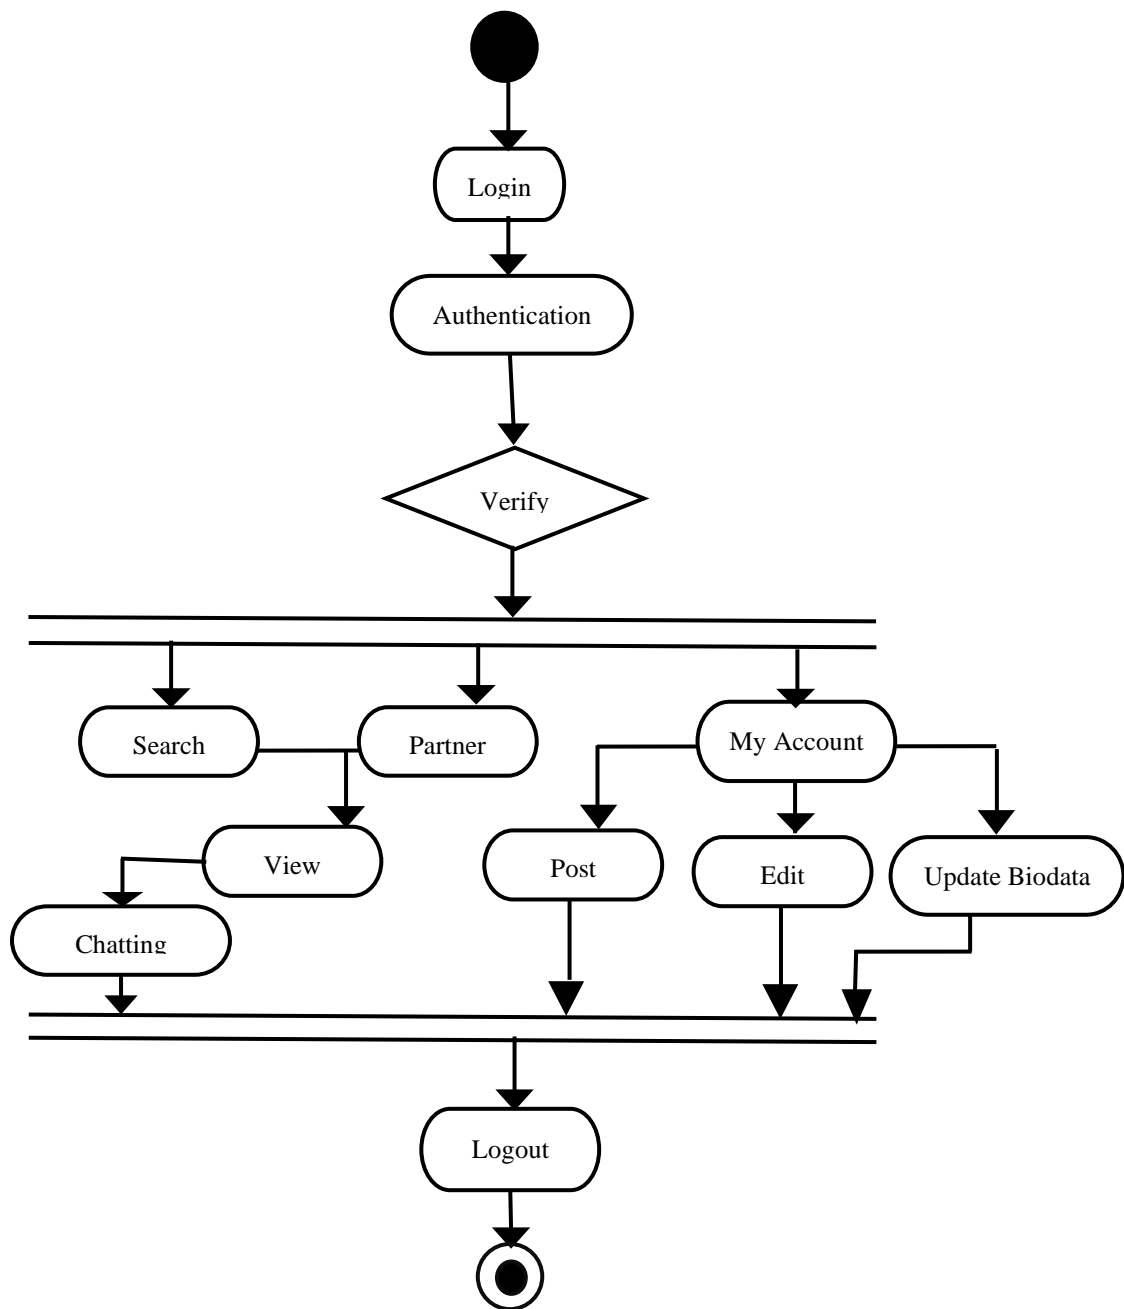 Login
Authentication
Verify
Search
Partner
My Account
View
Post
Edit
Update Biodata
Chatting
Logout